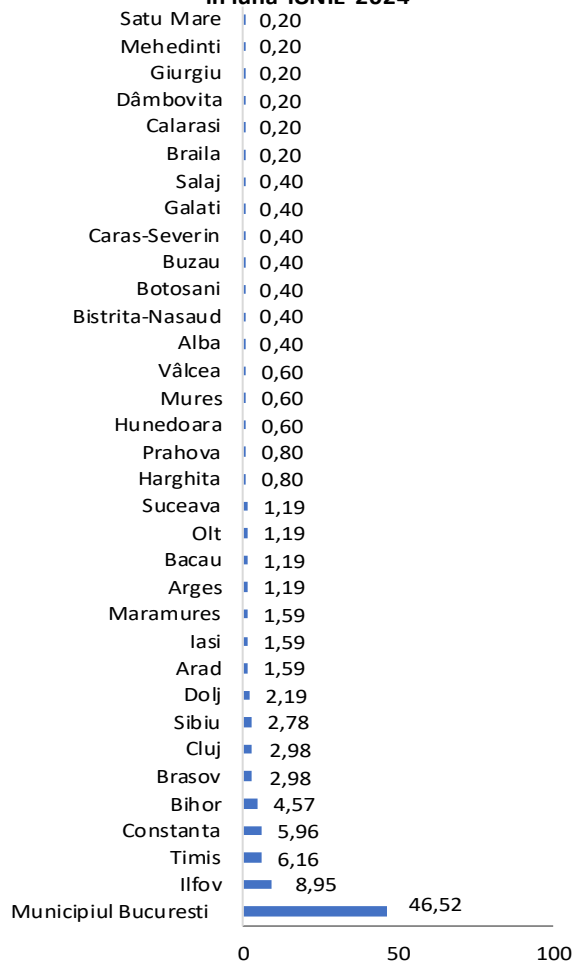 în luna IUNIE 2024
Satu Mare 0,20
Mehedinti 0,20
Giurgiu 0,20
Dâmbovita 0,20
Calarasi 0,20
Braila 0,20
Salaj 0,40
Galati 0,40
Caras-Severin 0,40
Buzau 0,40
Botosani 0,40
Bistrita-Nasaud 0,40
Alba 0,40
Vâlcea 0,60
Mures 0,60
Hunedoara 0,60
Prahova 0,80
Harghita 0,80
Suceava 1,19
Olt 1,19
Bacau 1,19
Arges 1,19
Maramures 1,59
Iasi 1,59
Arad 1,59
Dolj 2,19
Sibiu 2,78
Cluj 2,98
Brasov 2,98
Bihor 4,57
Constanta 5,96
Timis 6,16
Ilfov 8,95
Municipiul Bucuresti 46,52
0 50 100